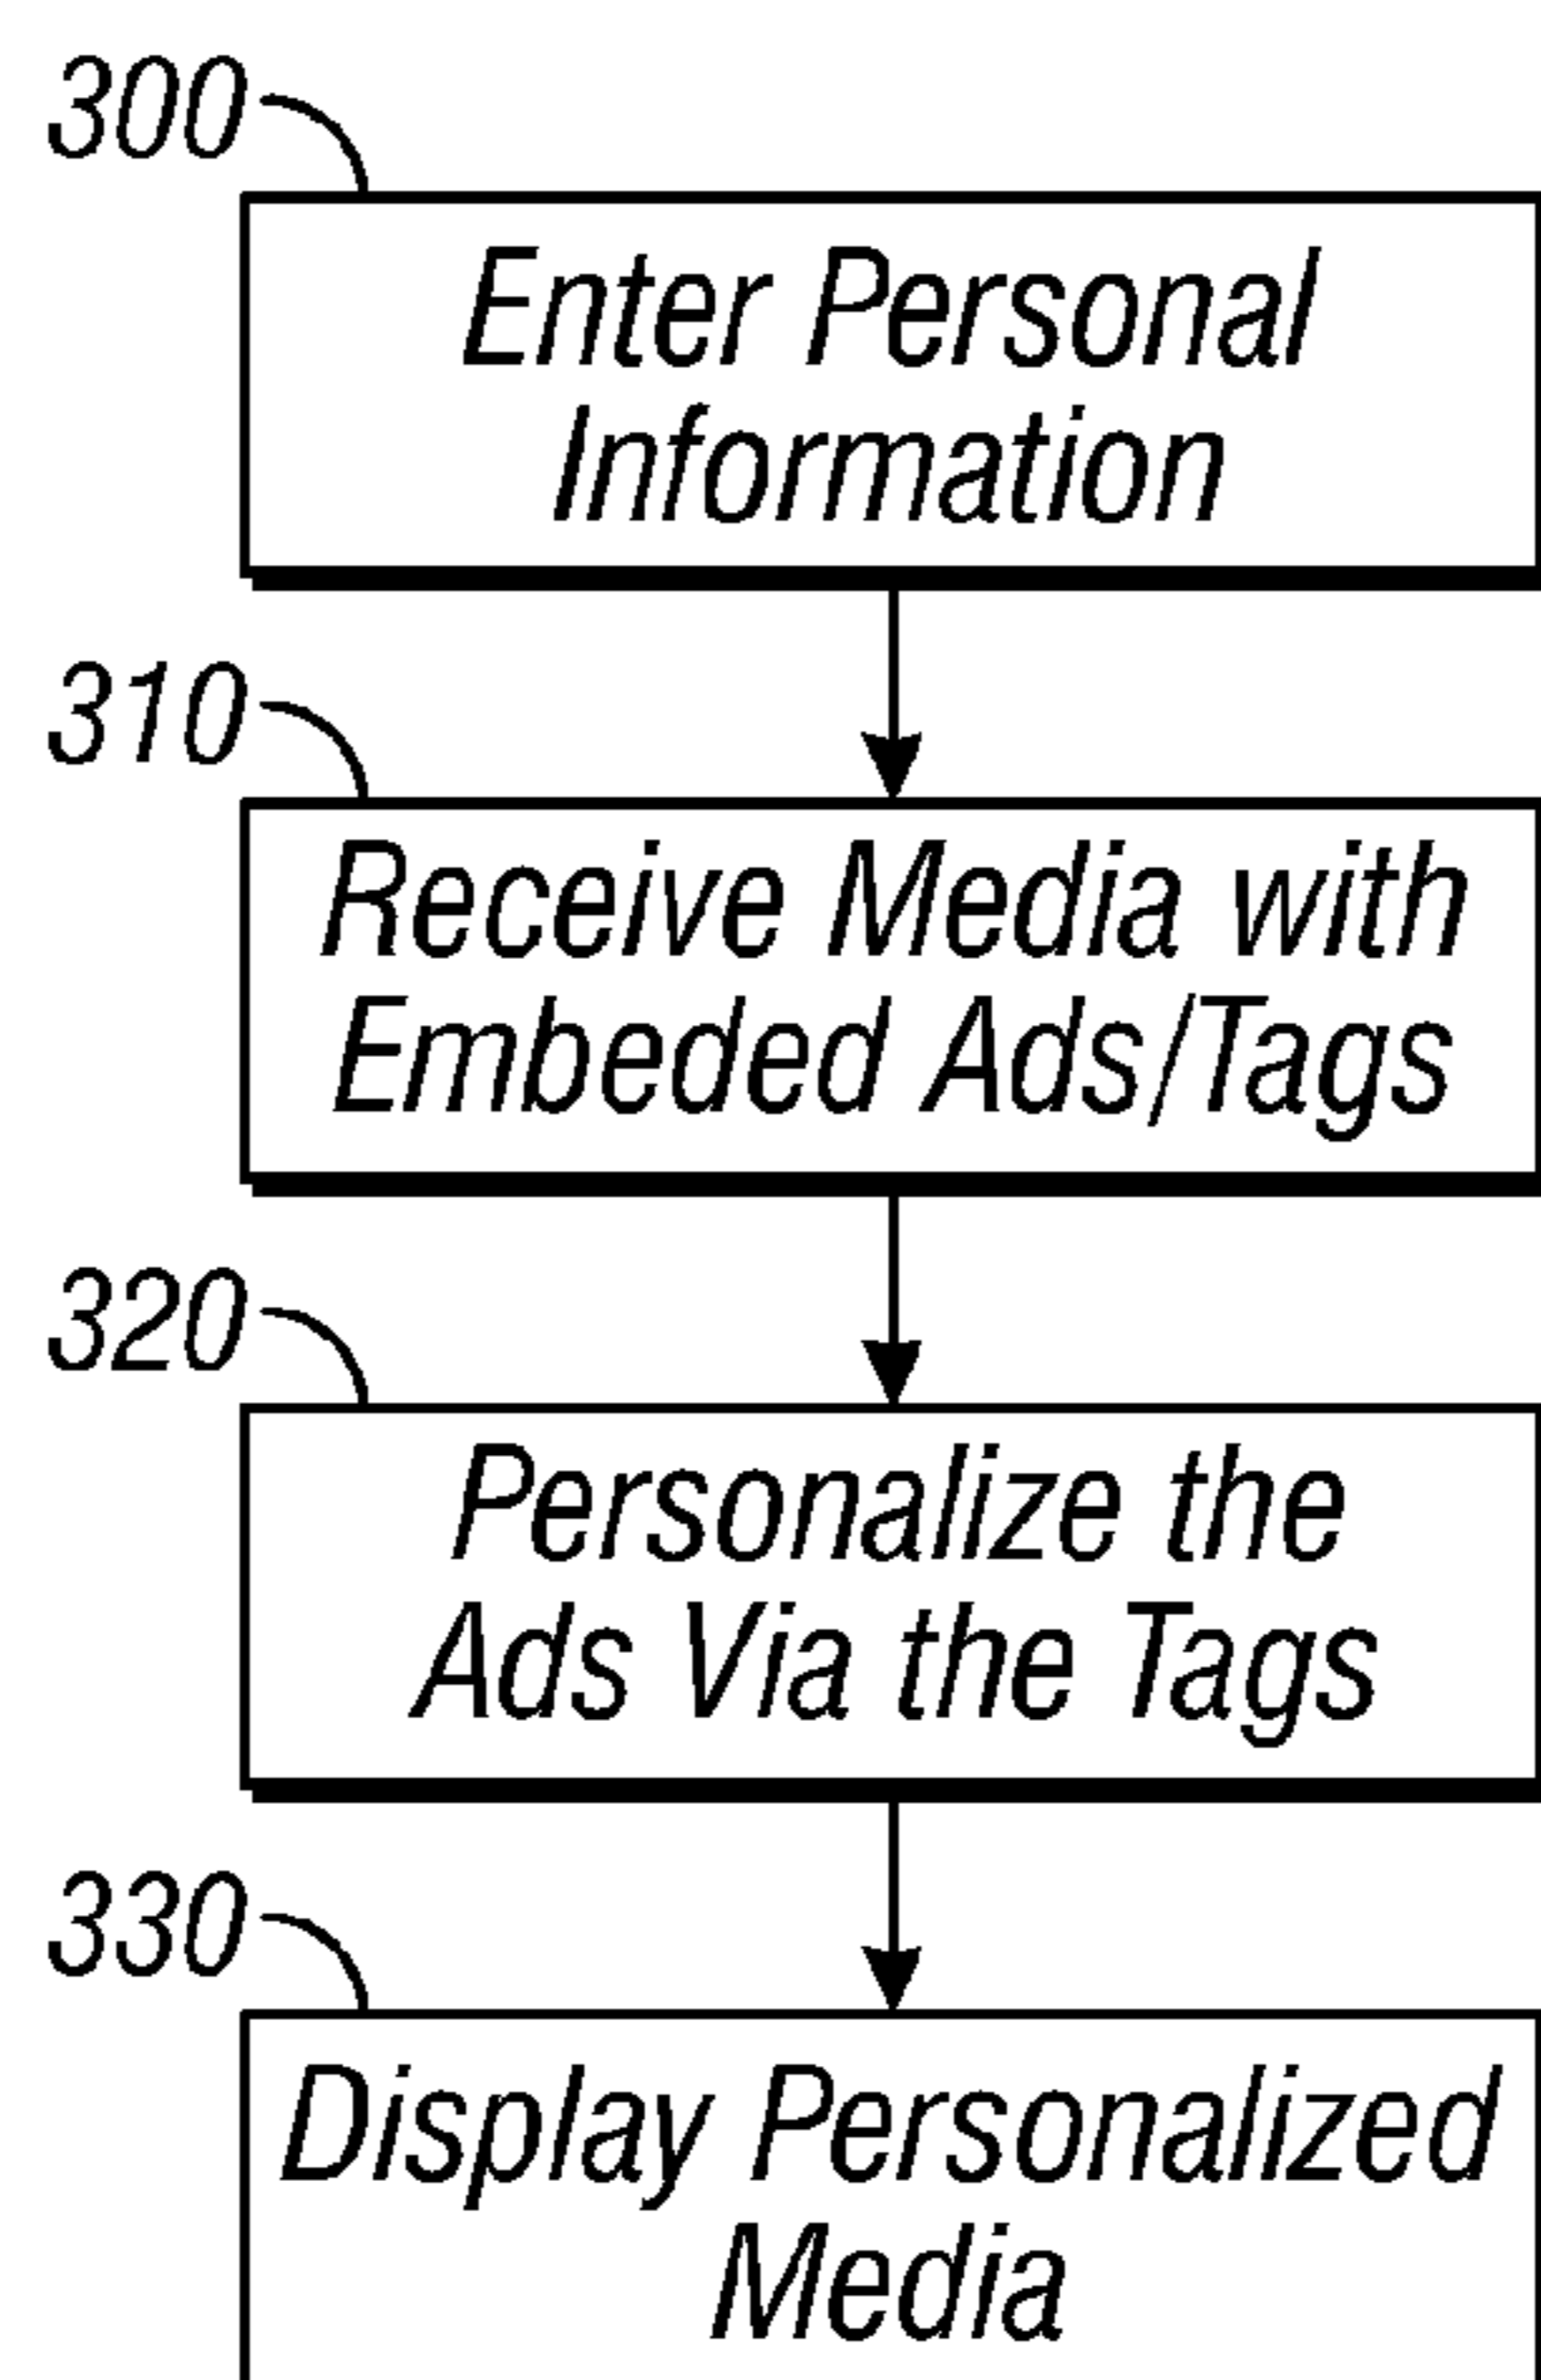 300
Enter Personal
Information
310
Receive Media with
Embeded Ads/Tags
320
Personalize the
Ads Via the Tags
330
Display Personalized
Media